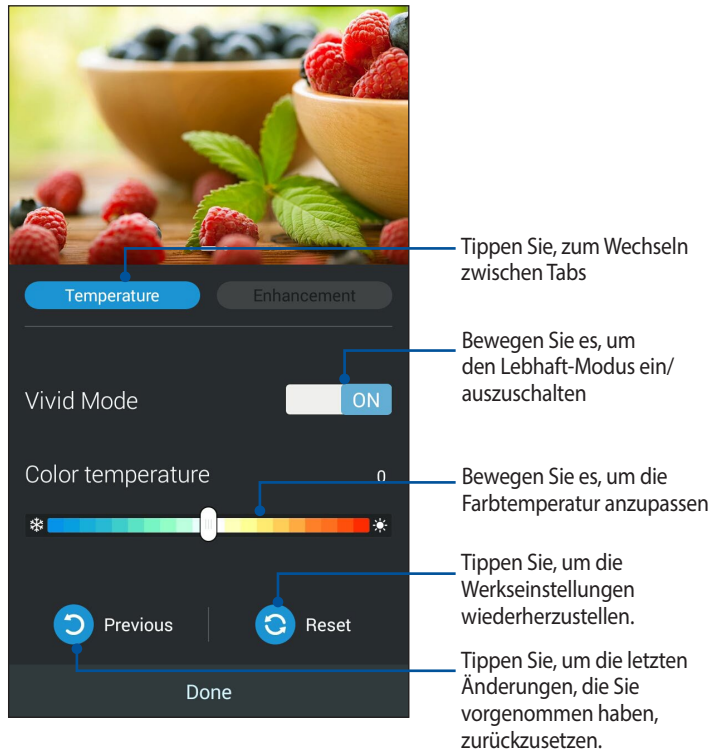 Tippen Sie, zum Wechseln
zwischen Tabs
Temperature
Enhancement
Bewegen Sie es, um
den Lebhaft-Modus ein/
auszuschalten
Vivid Mode
ON
Color temperature
0
Bewegen Sie es, um die
Farbtemperatur anzupassen
Tippen Sie, um die
Werkseinstellungen
wiederherzustellen.
Previous
Reset
Tippen Sie, um die letzten
Änderungen, die Sie
vorgenommen haben,
zurückzusetzen.
Done